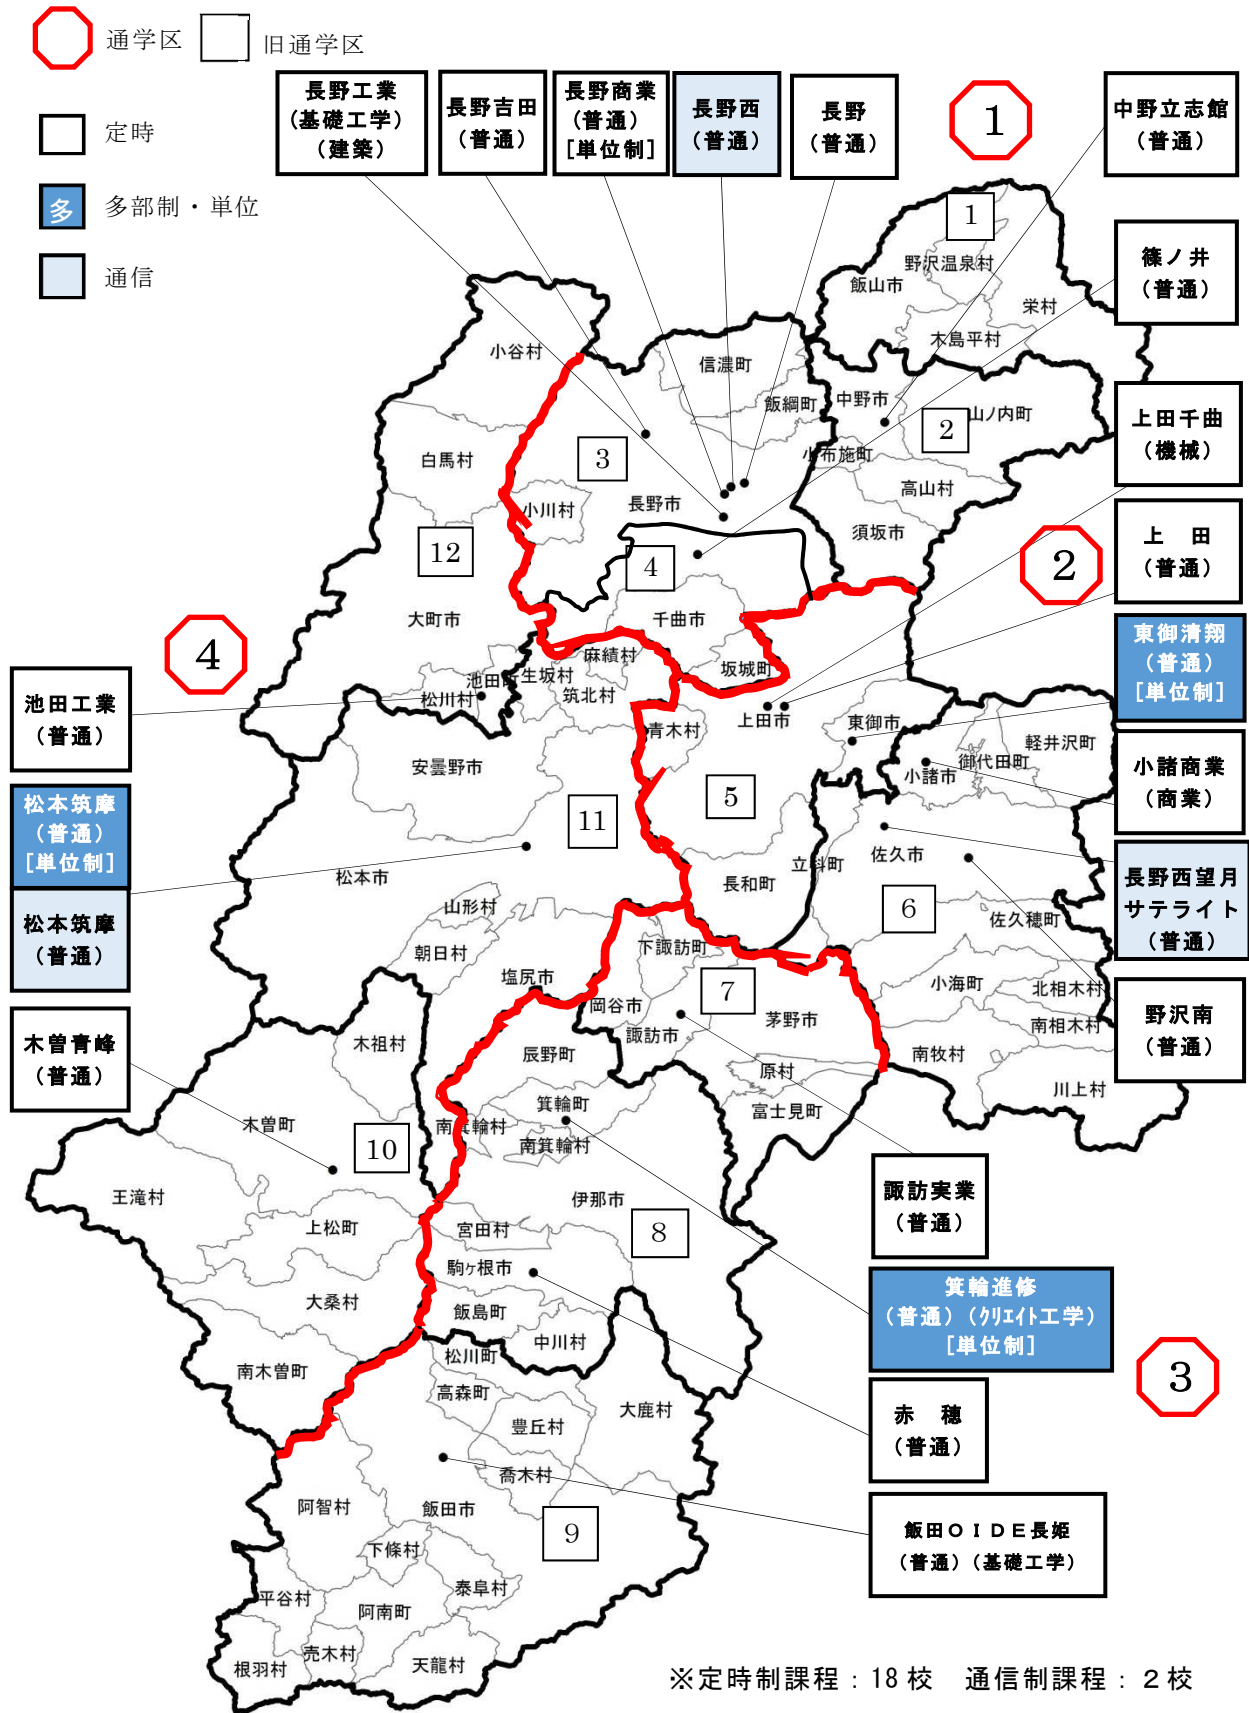 通学区
旧通学区
定時
多
多部制・単位
通信
長野工業
(基礎工学)
(建築)
長野吉田
(普通)
長野商業
(普通)
[単位制]
長野西
(普通)
長野
(普通)
1
中野立志館
(普通)
篠ノ井
(普通)
上田千曲
(機械)
上 田
(普通)
東御清翔
(普通)
[単位制]
小諸商業
(商業)
長野西望月
サテライト
(普通)
野沢南
(普通)
2
4
池田工業
(普通)
松本筑摩
(普通)
[単位制]
松本筑摩
(普通)
木曽青峰
(普通)
諏訪実業
(普通)
箕輪進修
(普通)(クリエイト工学)
[単位制]
3
赤 穂
(普通)
飯田OIDE長姫
(普通)(基礎工学)
1
野沢温泉村
飯山市
栄村
木島平村
小谷村
信濃町
飯綱町
中野市
山ノ内町
2
白馬村
3
小布施町
高山村
小川村
長野市
須坂市
12
4
大町市
千曲市
麻績村
坂城町
池田町
生坂村
筑北村
松川村
青木村
上田市
東御市
軽井沢町
御代田町
小諸市
安曇野市
5
11
立科町
佐久市
松本市
長和町
山形村
6
佐久穂町
朝日村
下諏訪町
塩尻市
7
小海町
北相木村
岡谷市
茅野市
南相木村
諏訪市
木祖村
辰野町
南牧村
原村
川上村
箕輪町
富士見町
木曽町
南箕輪村
10
南箕輪村
王滝村
伊那市
上松町
宮田村
8
駒ヶ根市
大桑村
飯島町
中川村
松川町
南木曽町
高森町
大鹿村
豊丘村
喬木村
阿智村
飯田市
9
下條村
泰阜村
平谷村
阿南町
売木村
根羽村
天龍村
※定時制課程：18校 通信制課程：2校